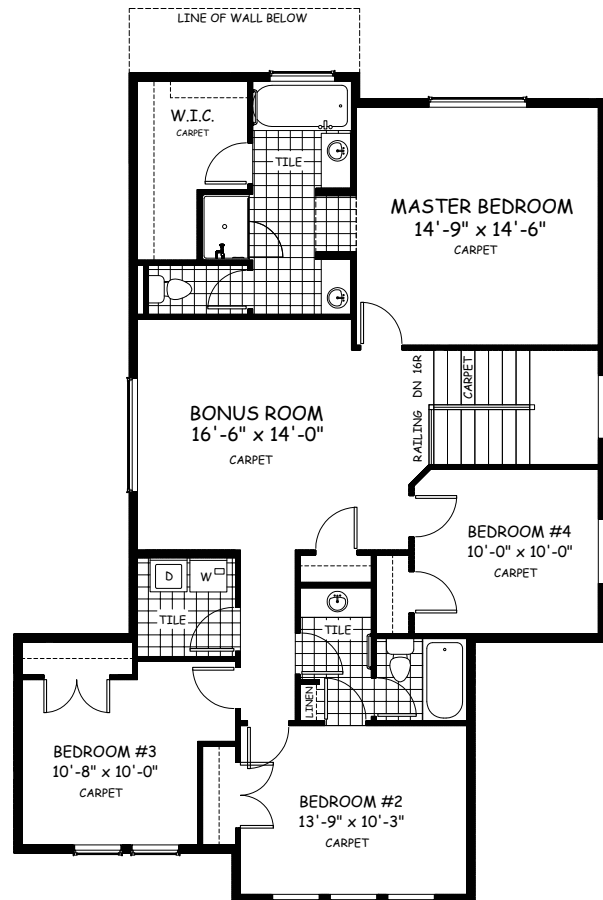 LINE OF WALL BELOW
W.I.C.
CARPET
TILE
MASTER BEDROOM
14'-9" x 14'-6"
CARPET
RAILING DN 16R
CARPET
BONUS ROOM
16'-6" x 14'-0"
CARPET
BEDROOM #4
10'-0" x 10'-0"
CARPET
D
W
TILE
TILE
LINEN
BEDROOM #3
10'-8" x 10'-0"
CARPET
BEDROOM #2
13'-9" x 10'-3"
CARPET